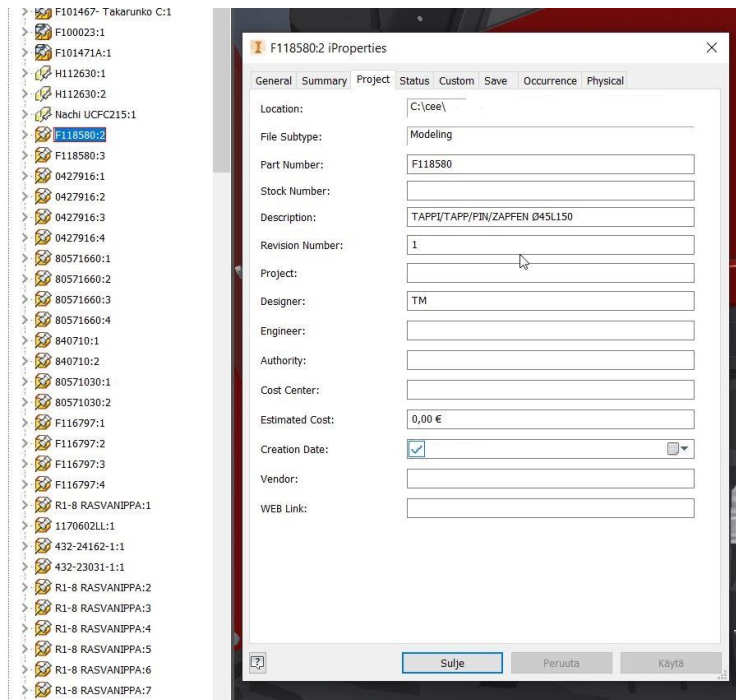 F101467- Takarunko C:1
F100023:1
F101471A:1
H112630:1
H112630:2
Nachi UCFC215:1
F118580:2
F118580:3
0427916:1
0427916:2
0427916:3
0427916:4
80571660:1
80571660:2
80571660:3
80571660:4
840710:1
840710:2
80571030:1
80571030:2
F116797:1
F116797:2
F116797:3
F116797:4
R1-8 RASVANIPPA:1
1170602LL:1
432-24162-1:1
432-23031-1:1
R1-8 RASVANIPPA:2
R1-8 RASVANIPPA:3
R1-8 RASVANIPPA:4
R1-8 RASVANIPPA:5
R1-8 RASVANIPPA:6
R1-8 RASVANIPPA:7
F118580:2 iProperties
General Summary Project Status Custom Save Occurrence Physical
Location: C:\cee\
File Subtype: Modeling
Part Number: F118580
Stock Number:
Description: TAPPI/TAPP/PIN/ZAPFEN Ø45L150
Revision Number: 1
Project:
Designer: TM
Engineer:
Authority:
Cost Center:
Estimated Cost: 0,00 €
Creation Date:
Vendor:
WEB Link:
Sulje Peruuta Käytä